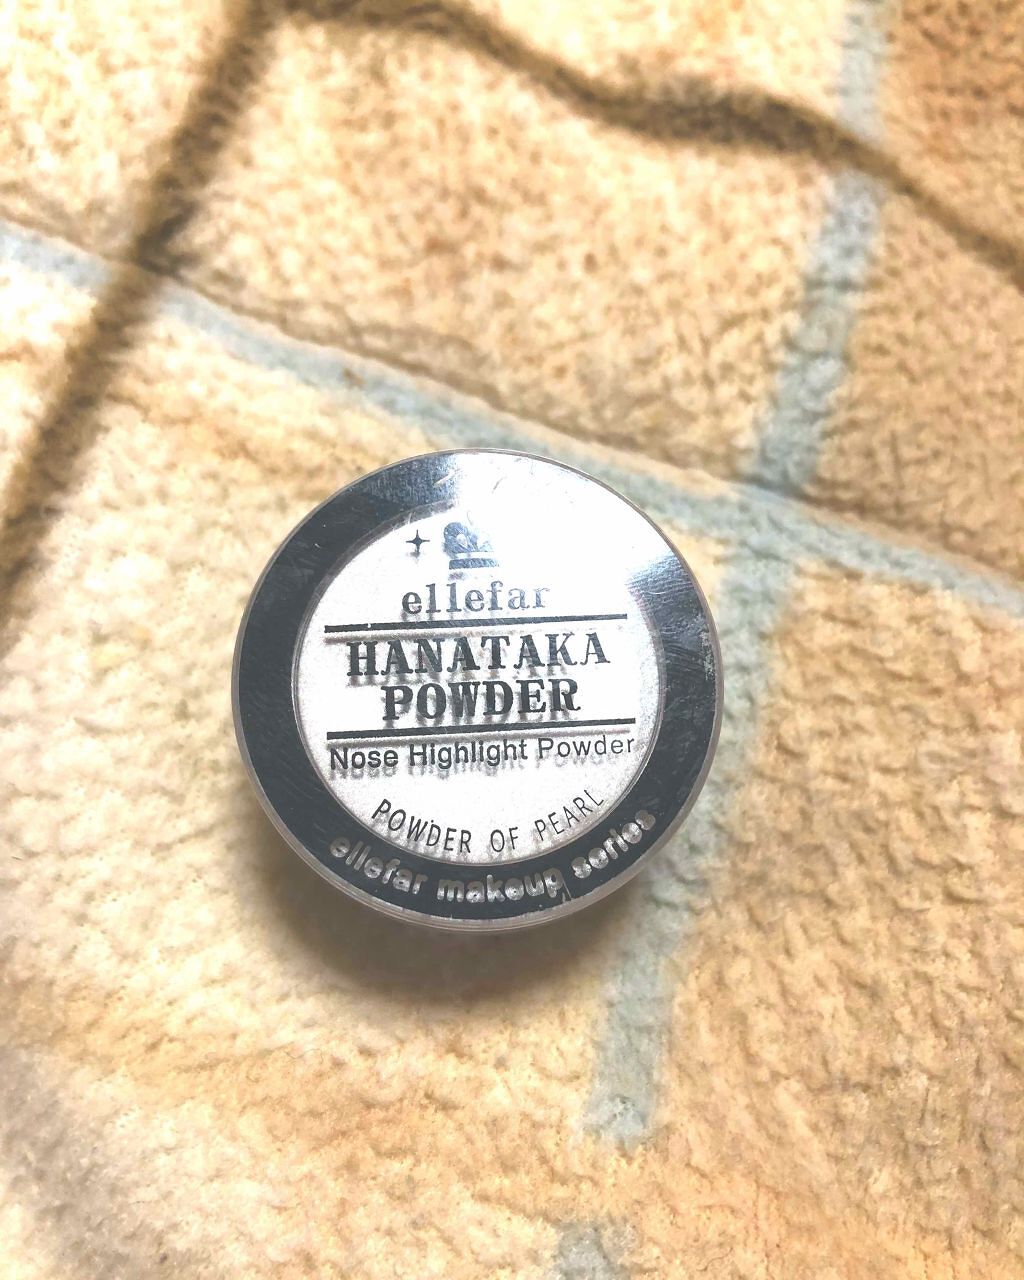 ellefar
HANATAKA
POWDER
Nose Highlight Powder
POWDER OF PEARL
ellefar makeup series